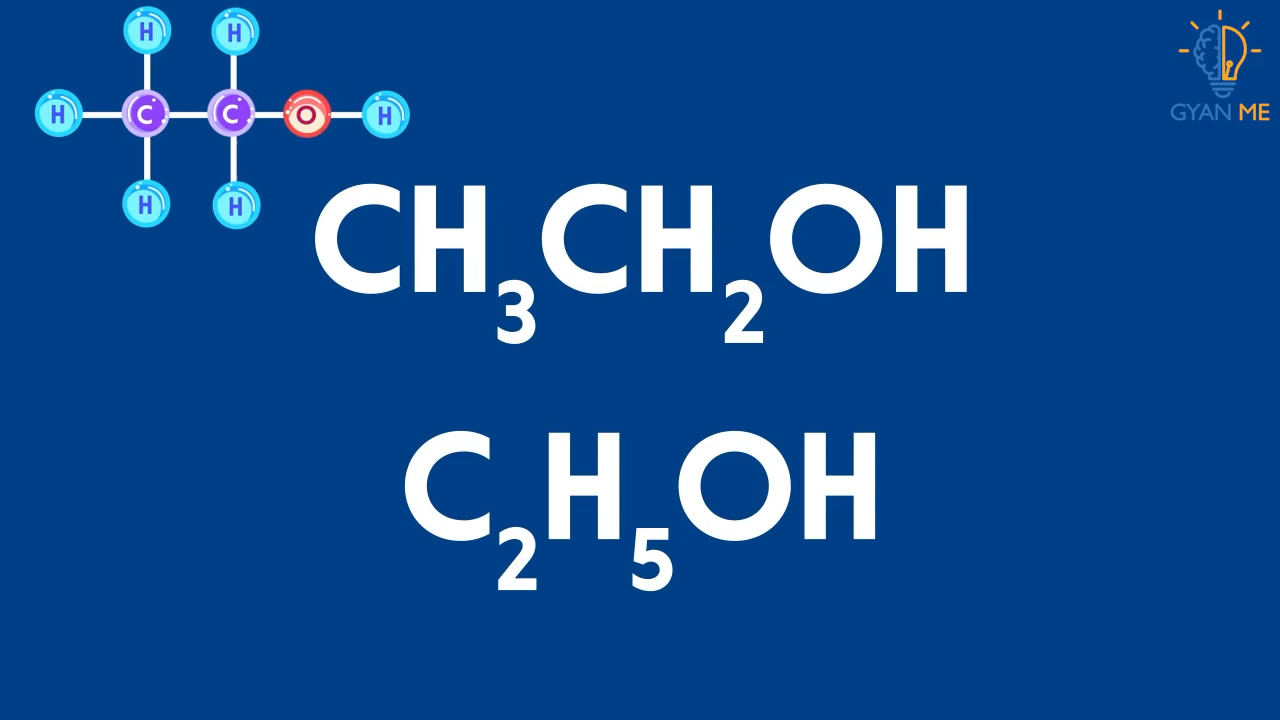 H H
H C C O H
H H
GYAN ME
CH₃CH₂OH
C₂H₅OH